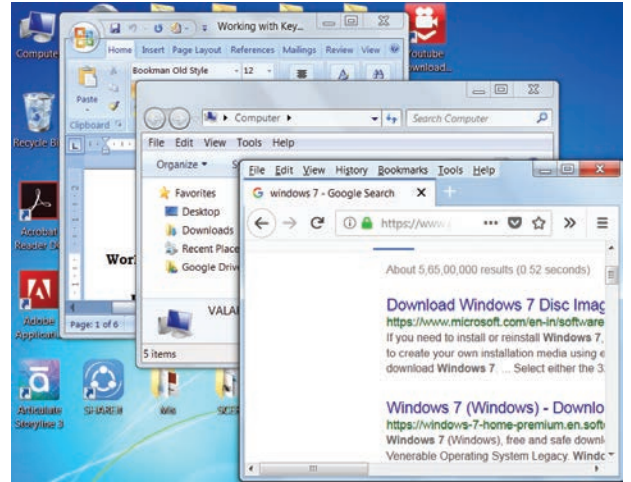 Working with Key...
Home Insert Page Layout References Mailings Review View
Bookman Old Style 12
Paste
Clipboard
Computer
Search Computer
File Edit View Tools Help
Organize
Favorites
Desktop
Downloads
Recent Place
Google Driv
VALA
5 items
Wor
Page: 1 of 6
File Edit View History Bookmarks Tools Help
windows 7 - Google Search
https://www.
About 5,65,00,000 results (0.52 seconds)
Download Windows 7 Disc Imag
https://www.microsoft.com/en-in/software
If you need to install or reinstall Windows 7,
to create your own installation media using e
download Windows 7. ... Select either the 3
Windows 7 (Windows) - Downlo
https://windows-7-home-premium.en.soft
Windows 7 (Windows), free and safe downl
Venerable Operating System Legacy. Windc
Compute
Recycle Bi
Acrobat
Reader D
Adobe
Applicati
Articulate
Storyline 3
SHAREit
Youtube
ownload...